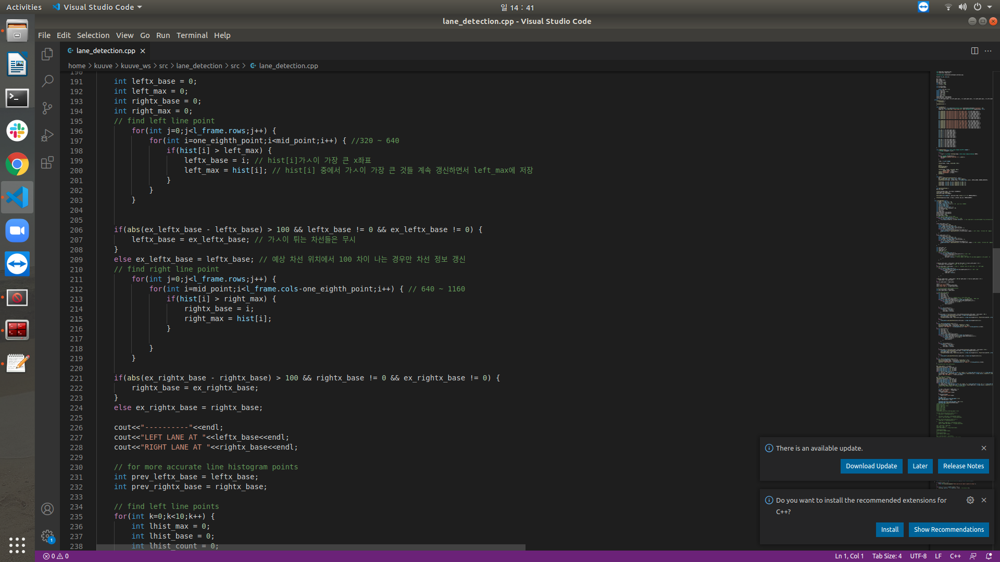 Activities
Visual Studio Code
일 14 : 41
lane_detection.cpp - Visual Studio Code
File Edit Selection View Go Run Terminal Help
lane_detection.cpp
home > kuuve > kuuve_ws > src > lane_detection > src > lane_detection.cpp
190
191 int leftx_base = 0;
192 int left_max = 0;
193 int rightx_base = 0;
194 int right_max = 0;
195 // find left line point
196 for(int j=0;j<l_frame.rows;j++) {
197 for(int i=one_eighth_point;i<mid_point;i++) { //320 ~ 640
198 if(hist[i] > left_max) {
199 leftx_base = i; // hist[i]가ㅅ이 가장 큰 x좌표
200 left_max = hist[i]; // hist[i] 중에서 가ㅅ이 가장 큰 것들 계속 갱신하면서 left_max에 저장
201 }
202 }
203 }
204
205
206 if(abs(ex_leftx_base - leftx_base) > 100 && leftx_base != 0 && ex_leftx_base != 0) {
207 leftx_base = ex_leftx_base; // 가ㅅ이 튀는 차선들은 무시
208 }
209 else ex_leftx_base = leftx_base; // 예상 차선 위치에서 100 차이 나는 경우만 차선 정보 갱신
210 // find right line point
211 for(int j=0;j<l_frame.rows;j++) {
212 for(int i=mid_point;i<l_frame.cols-one_eighth_point;i++) { // 640 ~ 1160
213 if(hist[i] > right_max) {
214 rightx_base = i;
215 right_max = hist[i];
216 }
217
218 }
219 }
220
221 if(abs(ex_rightx_base - rightx_base) > 100 && rightx_base != 0 && ex_rightx_base != 0) {
222 rightx_base = ex_rightx_base;
223 }
224 else ex_rightx_base = rightx_base;
225
226 cout<<"----------"<<endl;
227 cout<<"LEFT LANE AT "<<leftx_base<<endl;
228 cout<<"RIGHT LANE AT "<<rightx_base<<endl;
229
230 // for more accurate line histogram points
231 int prev_leftx_base = leftx_base;
232 int prev_rightx_base = rightx_base;
233
234 // find left line points
235 for(int k=0;k<10;k++) {
236 int lhist_max = 0;
237 int lhist_base = 0;
238 int lhist_count = 0;
There is an available update.
Download Update
Later
Release Notes
Do you want to install the recommended extensions for
C++?
Install
Show Recommendations
1
0 0
Ln 1, Col 1
Tab Size: 4
UTF-8
LF
C++